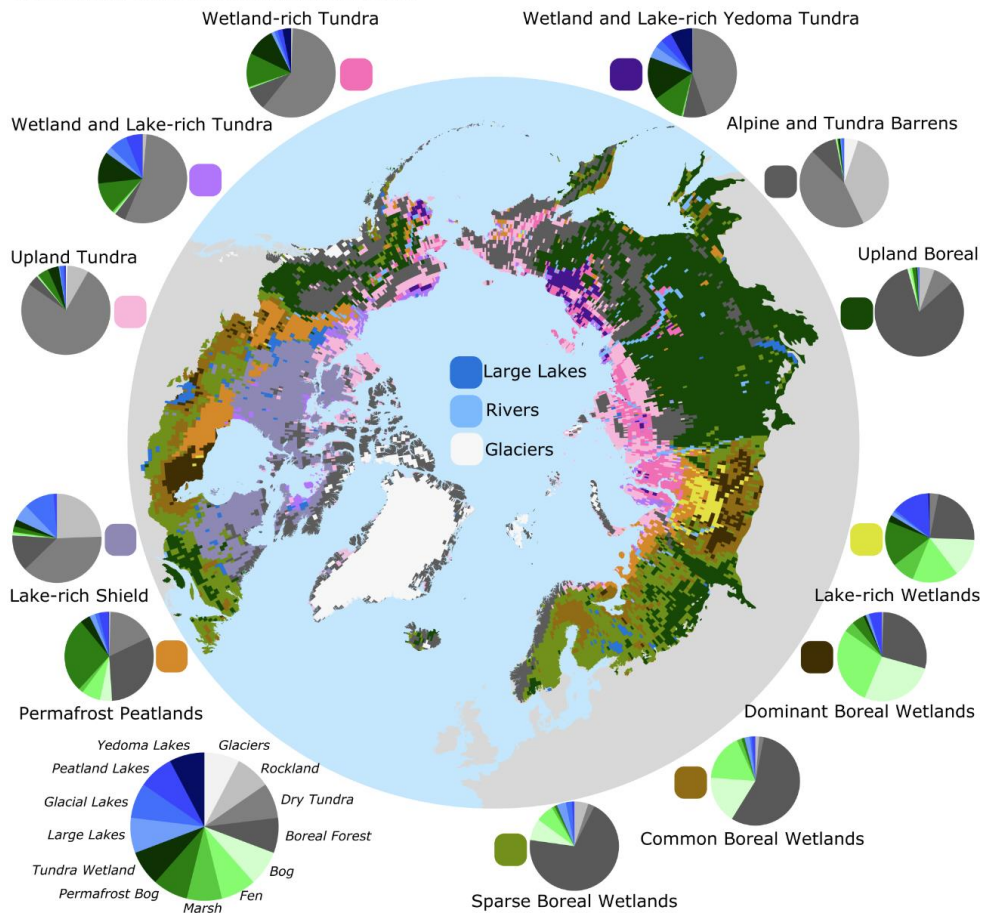 Wetland-rich Tundra
Wetland and Lake-rich Yedoma Tundra
Wetland and Lake-rich Tundra
Alpine and Tundra Barrens
Upland Tundra
Upland Boreal
Large Lakes
Rivers
Glaciers
Lake-rich Shield
Lake-rich Wetlands
Permafrost Peatlands
Dominant Boreal Wetlands
Common Boreal Wetlands
Sparse Boreal Wetlands
Yedoma Lakes
Glaciers
Peatland Lakes
Rockland
Glacial Lakes
Dry Tundra
Large Lakes
Boreal Forest
Tundra Wetland
Bog
Permafrost Bog
Fen
Marsh